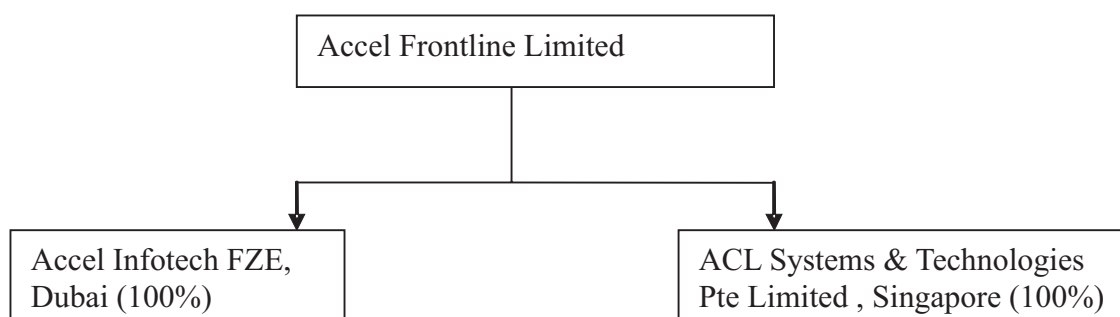 Accel Frontline Limited
Accel Infotech FZE,
Dubai (100%)
ACL Systems & Technologies
Pte Limited , Singapore (100%)